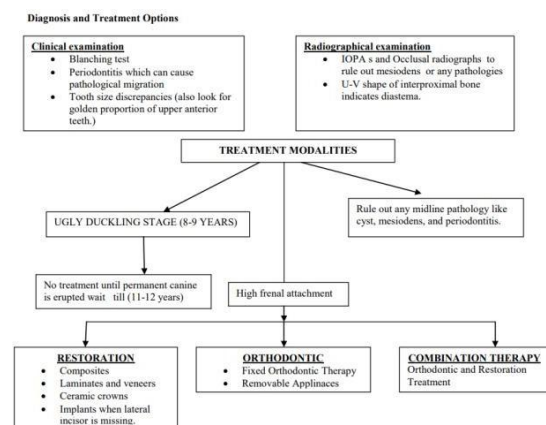 Diagnosis and Treatment Options
Clinical examination
• Blanching test
• Periodontitis which can cause
pathological migration
• Tooth size discrepancies (also look for
golden proportion of upper anterior
teeth.)
Radiographical examination
• IOPA s and Occlusal radiographs to
rule out mesiodens or any pathologies
• U-V shape of interproximal bone
indicates diastema.
TREATMENT MODALITIES
UGLY DUCKLING STAGE (8-9 YEARS)
Rule out any midline pathology like
cyst, mesiodens, and periodontitis.
No treatment until permanent canine
is erupted wait till (11-12 years)
High frenal attachment
RESTORATION
• Composites
• Laminates and veneers
• Ceramic crowns
• Implants when lateral
incisor is missing.
ORTHODONTIC
• Fixed Orthodontic Therapy
• Removable Applinaces
COMBINATION THERAPY
Orthodontic and Restoration
Treatment